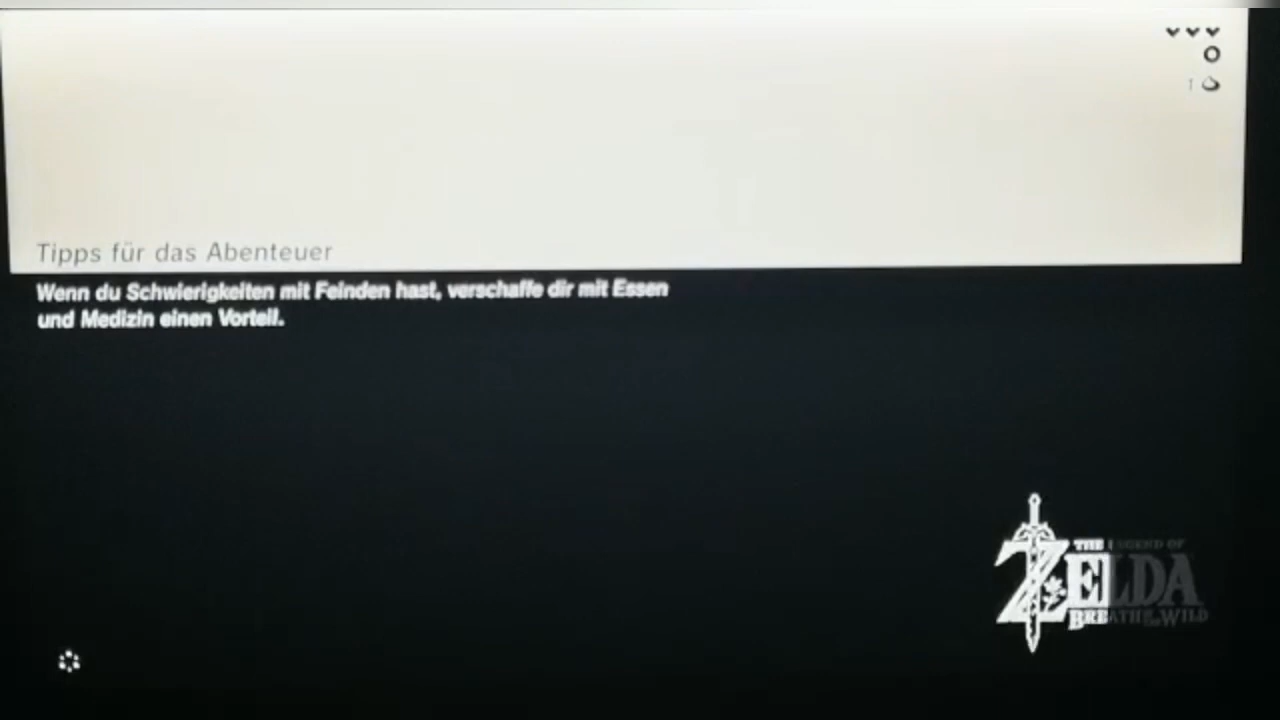 1
Tipps für das Abenteuer
Wenn du Schwierigkeiten mit Feinden hast, verschaffe dir mit Essen
und Medizin einen Vorteil.
THE LEGEND OF
ZELDA
BREATH OF THE WILD